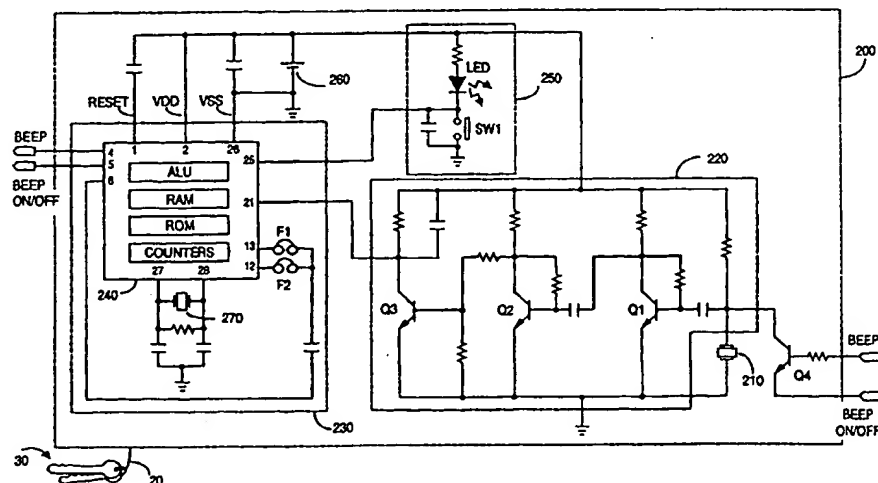 200
260
LED
250
RESET
VDD
VSS
SW1
BEEP
1
2
26
220
4
5
6
25
BEEP
ON/OFF
ALU
RAM
21
ROM
F1
COUNTERS
13
12
F2
27
28
240
270
Q3
Q2
Q1
BEEP
210
Q4
230
BEEP
ON/OFF
30
20